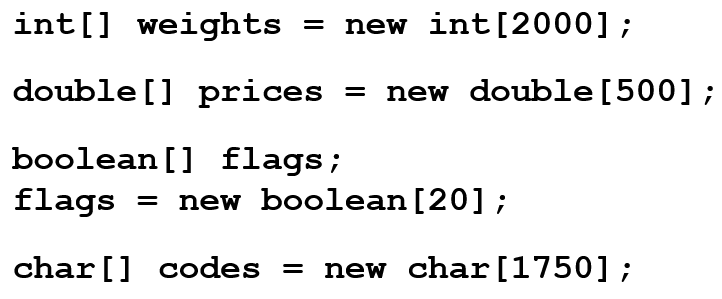 int[] weights = new int[2000];
double[] prices = new double[500];
boolean[] flags;
flags = new boolean[20];
char[] codes = new char[1750];